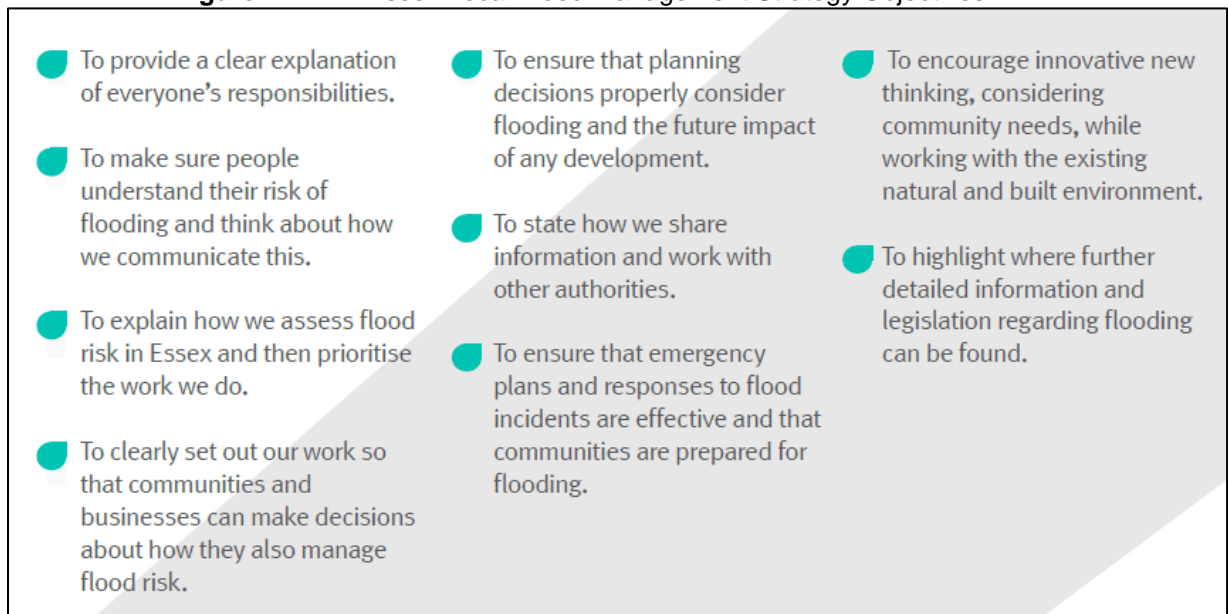 To provide a clear explanation
of everyone's responsibilities.
To make sure people
understand their risk of
flooding and think about how
we communicate this.
To explain how we assess flood
risk in Essex and then prioritise
the work we do.
To clearly set out our work so
that communities and
businesses can make decisions
about how they also manage
flood risk.
To ensure that planning
decisions properly consider
flooding and the future impact
of any development.
To state how we share
information and work with
other authorities.
To ensure that emergency
plans and responses to flood
incidents are effective and that
communities are prepared for
flooding.
To encourage innovative new
thinking, considering
community needs, while
working with the existing
natural and built environment.
To highlight where further
detailed information and
legislation regarding flooding
can be found.